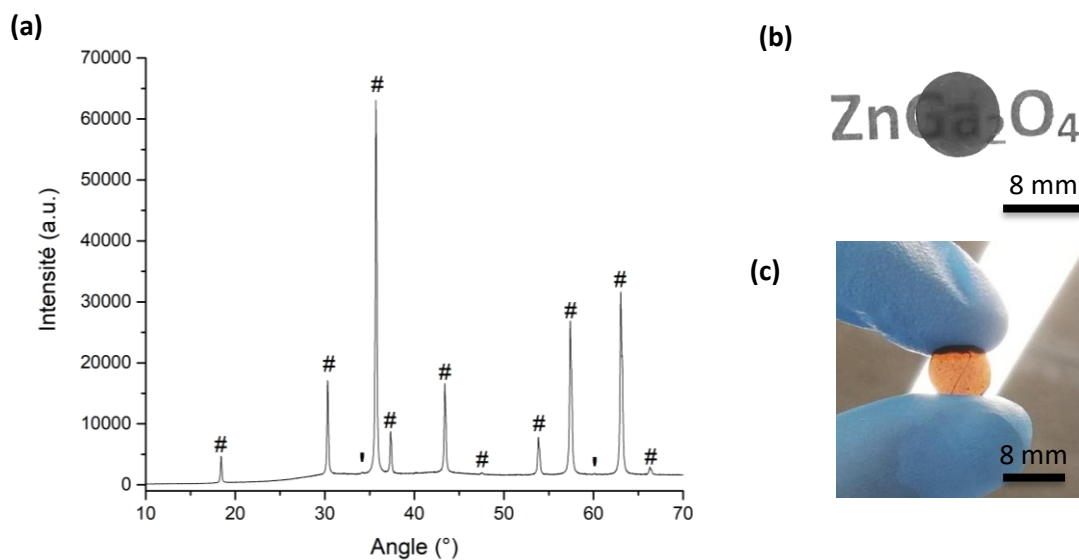 (a)
70000
60000
50000
40000
30000
20000
10000
0
Intensité (a.u.)
# # # ' # # # # # # ' # #
10 20 30 40 50 60 70
Angle (°)
(b)
ZnGa₂O₄
8 mm
(c)
8 mm